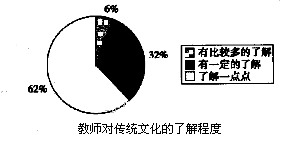 6%
32%
62%
有比较多的了解
有一定的了解
了解一点点
教师对传统文化的了解程度